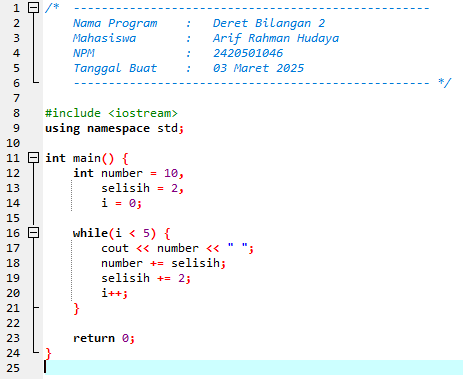 1 /* ---------------------------------------------------
2 Nama Program : Deret Bilangan 2
3 Mahasiswa : Arif Rahman Hudaya
4 NPM : 2420501046
5 Tanggal Buat : 03 Maret 2025
6 --------------------------------------------------- */
7
8 #include <iostream>
9 using namespace std;
10
11 int main() {
12 int number = 10,
13 selisih = 2,
14 i = 0;
15
16 while(i < 5) {
17 cout << number << " ";
18 number += selisih;
19 selisih += 2;
20 i++;
21 }
22
23 return 0;
24 }
25